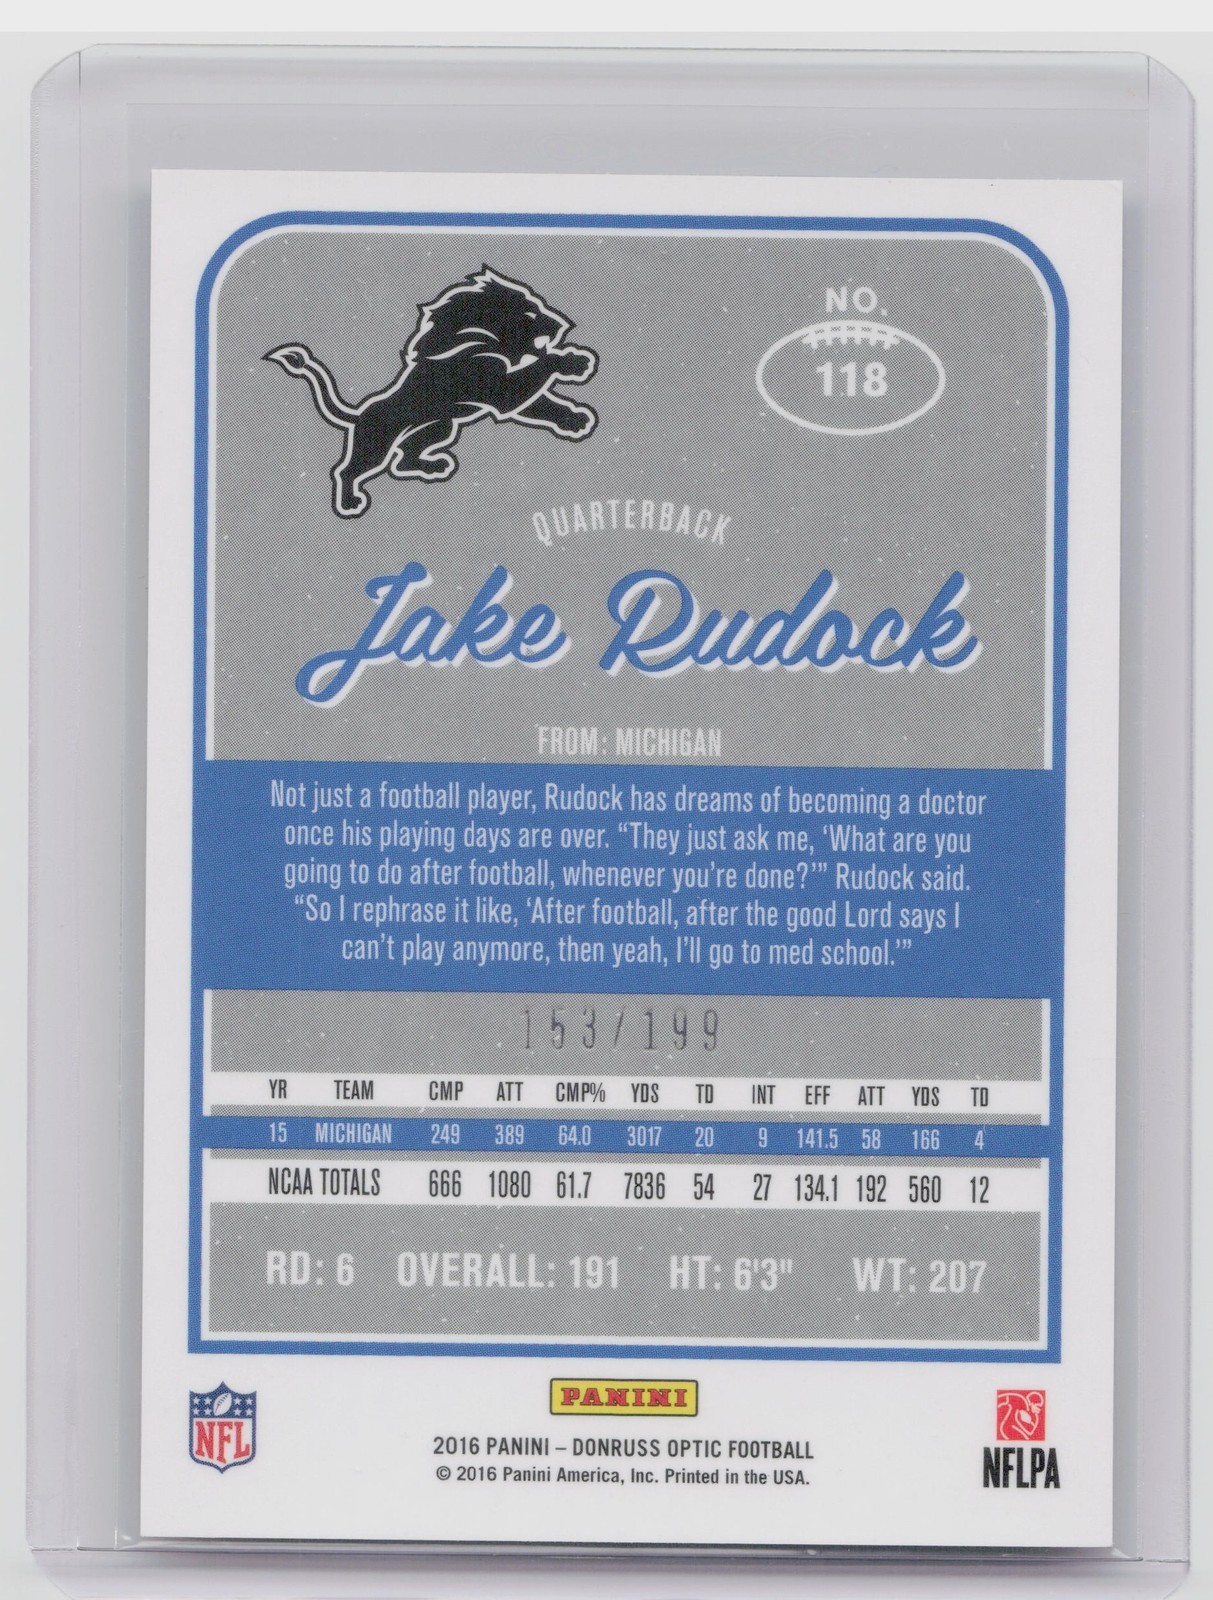 NO.
118
QUARTERBACK
Jake Rudock
FROM: MICHIGAN
Not just a football player, Rudock has dreams of becoming a doctor
once his playing days are over. “They just ask me, ‘What are you
going to do after football, whenever you’re done?’” Rudock said.
“So I rephrase it like, ‘After football, after the good Lord says I
can’t play anymore, then yeah, I’ll go to med school.’”
153/199
YR TEAM CMP ATT CMP% YDS TD INT EFF ATT YDS TD
15 MICHIGAN 249 389 64.0 3017 20 9 141.5 58 166 4
NCAA TOTALS 666 1080 61.7 7836 54 27 134.1 192 560 12
RD: 6 OVERALL: 191 HT: 6'3" WT: 207
NFL
PANINI
2016 PANINI – DONRUSS OPTIC FOOTBALL
© 2016 Panini America, Inc. Printed in the USA.
NFLPA